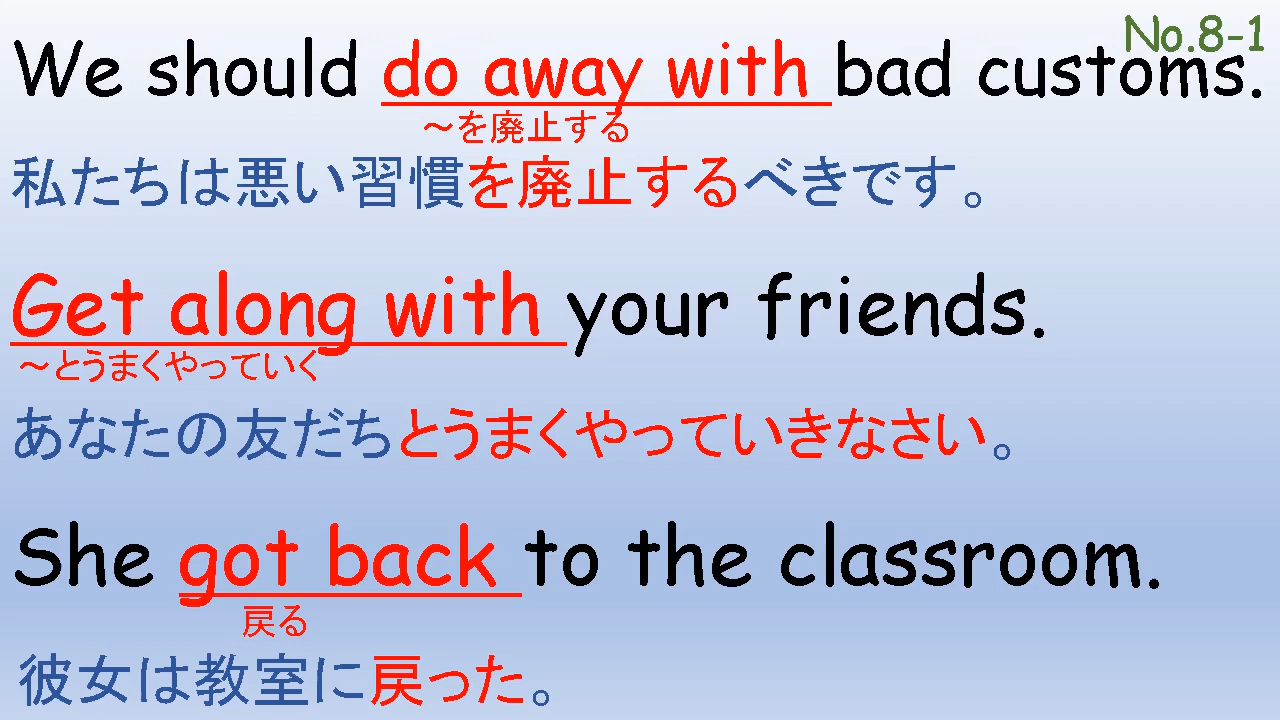 No.8-1
We should do away with bad customs.
～を廃止する
私たちは悪い習慣を廃止するべきです。
Get along with your friends.
～とうまくやっていく
あなたの友だちとうまくやっていきなさい。
She got back to the classroom.
戻る
彼女は教室に戻った。